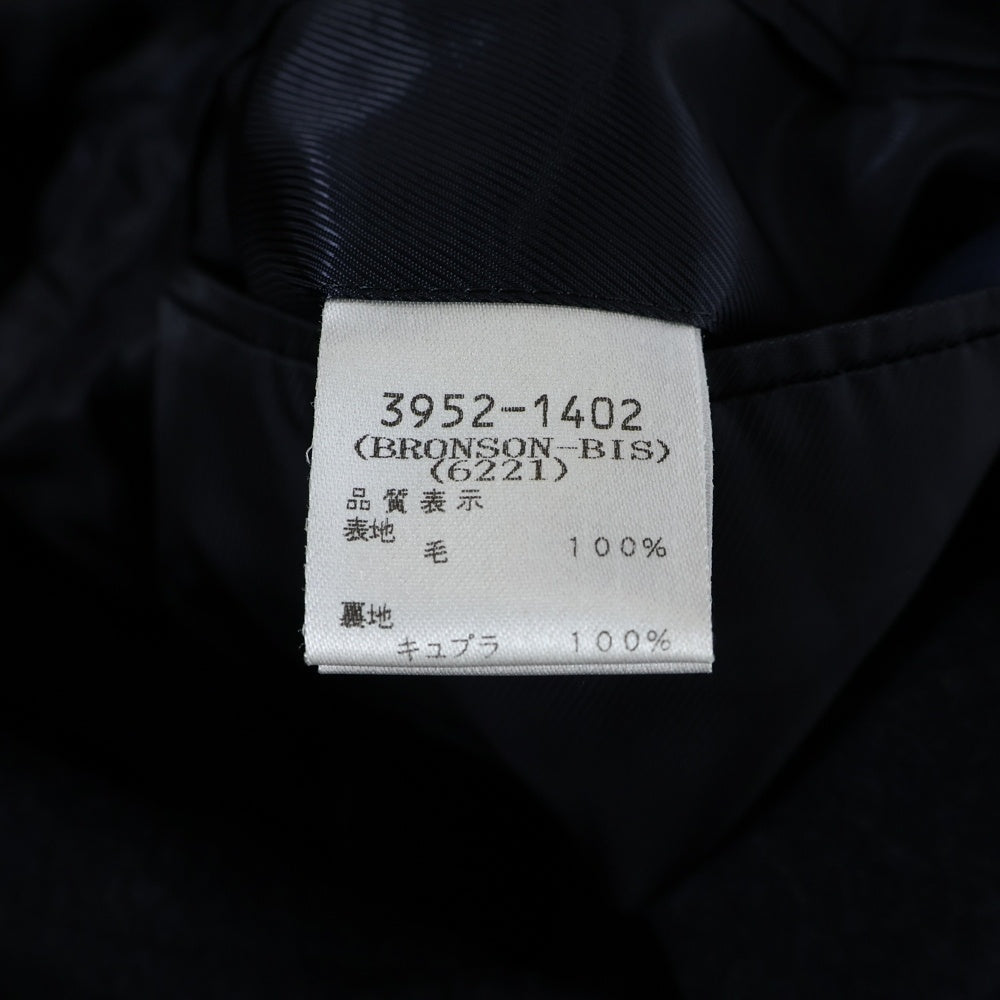 3952-1402
(BRONSON-BIS)
(6221)
品質表示
表地
毛 100%
裏地
キュプラ 100%